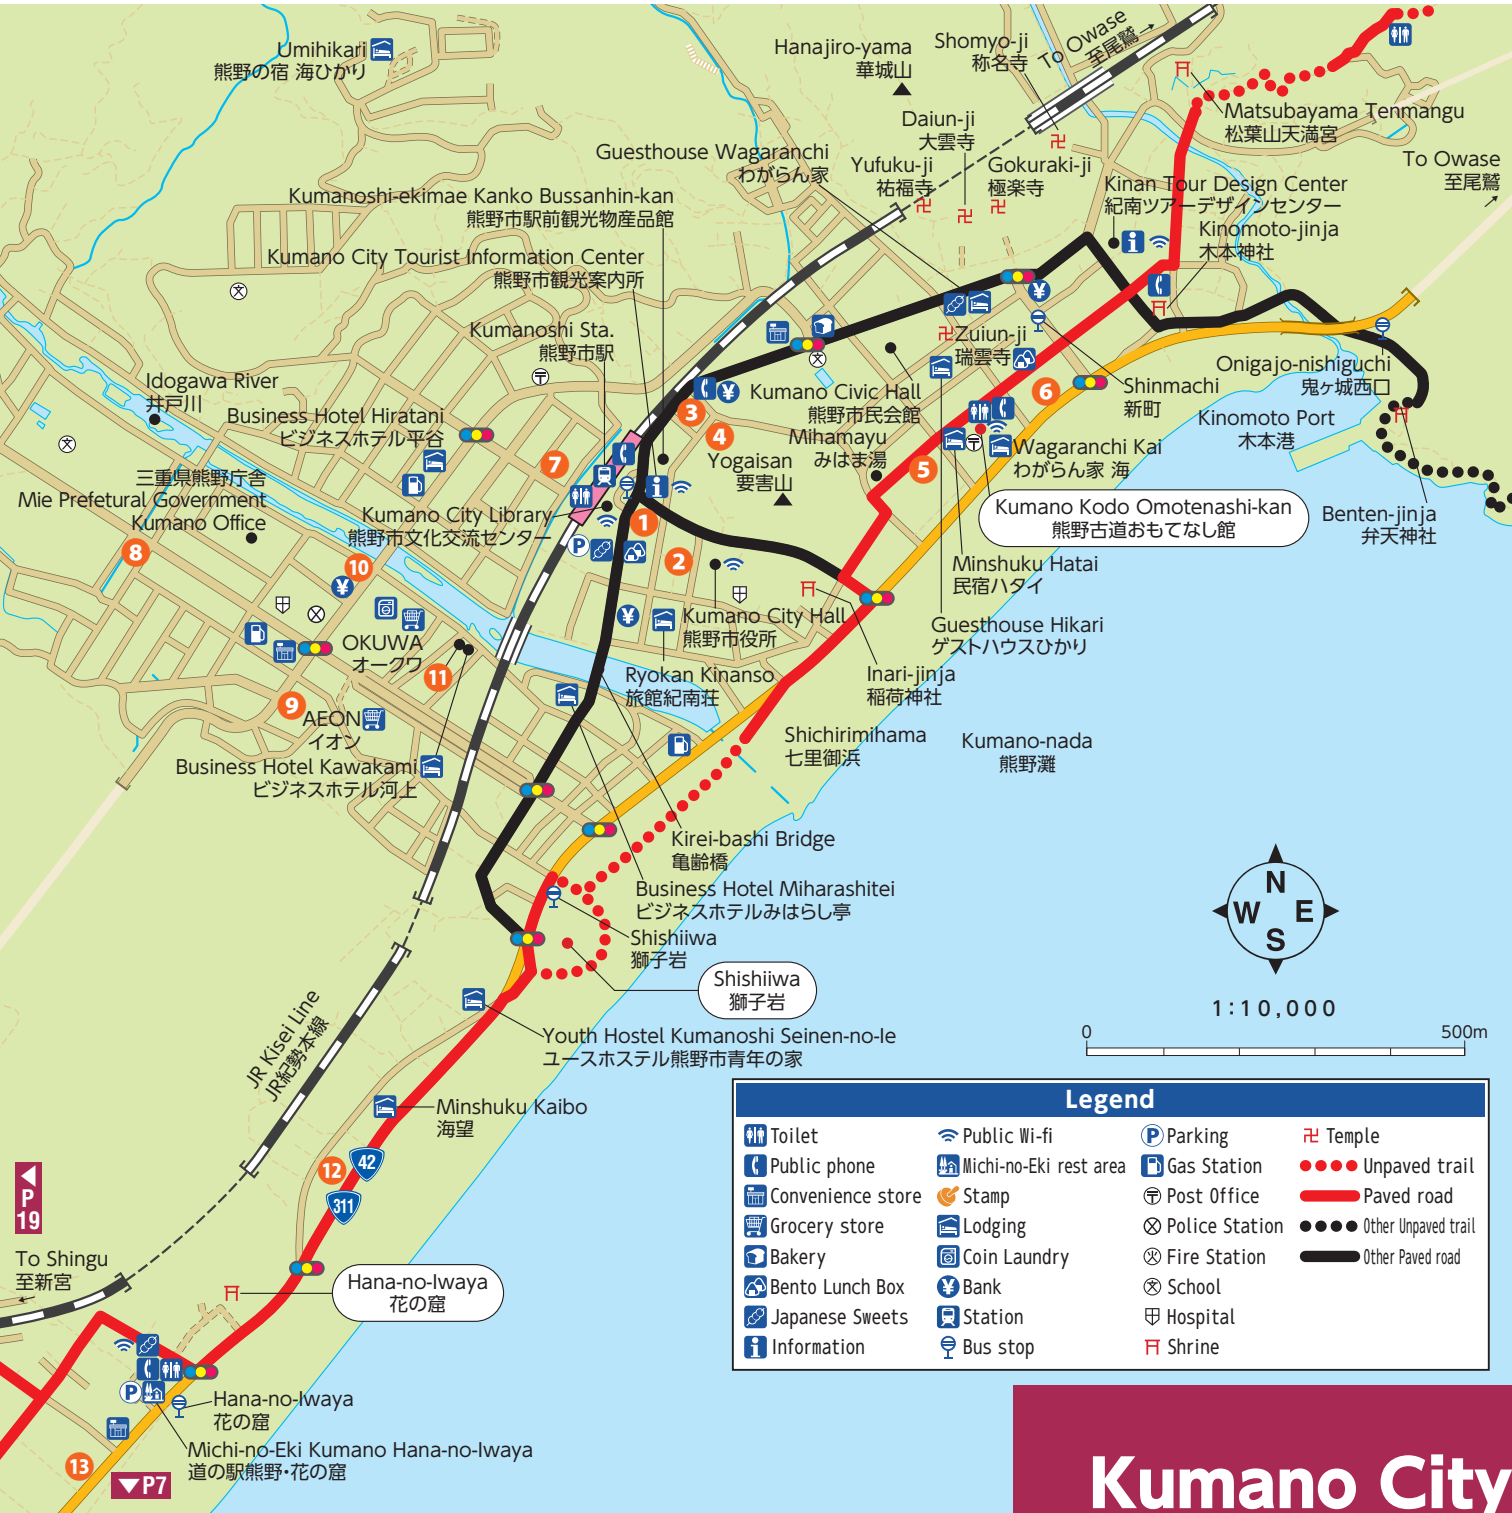 Umihikari
熊野の宿 海ひかり
Hanajiro-yama
華城山
Shomyo-ji
称名寺
To Owase
至尾鷲
Matsubayama Tenmangu
松葉山天満宮
Daiun-ji
大雲寺
To Owase
至尾鷲
Guesthouse Wagaranchi
わがらん家
Yufuku-ji
祐福寺
Gokuraki-ji
極楽寺
Kinan Tour Design Center
紀南ツアーデザインセンター
Kumanoshi-ekimae Kanko Bussanhin-kan
熊野市駅前観光物産品館
Kinomoto-jinja
木本神社
Kumano City Tourist Information Center
熊野市観光案内所
Kumanoshi Sta.
熊野市駅
Zuiun-ji
瑞雲寺
Onigajo-nishiguchi
鬼ヶ城西口
Idogawa River
井戸川
Shinmachi
新町
Kumano Civic Hall
熊野市民会館
Business Hotel Hiratani
ビジネスホテル平谷
Kinomoto Port
木本港
3
4
5
6
7
Mihamayu
みはま湯
Wagaranchi Kai
わがらん家 海
Yogaisan
要害山
三重県熊野庁舎
Mie Prefetural Government
Kumano Office
Kumano City Library
熊野市文化交流センター
Kumano Kodo Omotenashi-kan
熊野古道おもてなし館
Benten-jinja
弁天神社
1
2
8
10
P
Minshuku Hatai
民宿ハタイ
Kumano City Hall
熊野市役所
Guesthouse Hikari
ゲストハウスひかり
OKUWA
オークワ
11
Ryokan Kinanso
旅館紀南荘
Inari-jinja
稲荷神社
9
AEON
イオン
Shichirimihama
七里御浜
Kumano-nada
熊野灘
Business Hotel Kawakami
ビジネスホテル河上
Kirei-bashi Bridge
亀齢橋
Business Hotel Miharashitei
ビジネスホテルみはらし亭
Shishiiwa
獅子岩
Shishiiwa
獅子岩
N
W E
S
1:10,000
0 500m
JR Kisei Line
JR紀勢本線
Youth Hostel Kumanoshi Seinen-no-Ie
ユースホステル熊野市青年の家
Minshuku Kaibo
海望
12
42
311
P
19
To Shingu
至新宮
Hana-no-Iwaya
花の窟
P
Hana-no-Iwaya
花の窟
Michi-no-Eki Kumano Hana-no-Iwaya
道の駅熊野・花の窟
13
P7
Legend
Toilet
Public phone
Convenience store
Grocery store
Bakery
Bento Lunch Box
Japanese Sweets
Information
Public Wi-fi
Michi-no-Eki rest area
Stamp
Lodging
Coin Laundry
Bank
Station
Bus stop
Parking
Gas Station
Post Office
Police Station
Fire Station
School
Hospital
Shrine
Temple
Unpaved trail
Paved road
Other Unpaved trail
Other Paved road
Kumano City